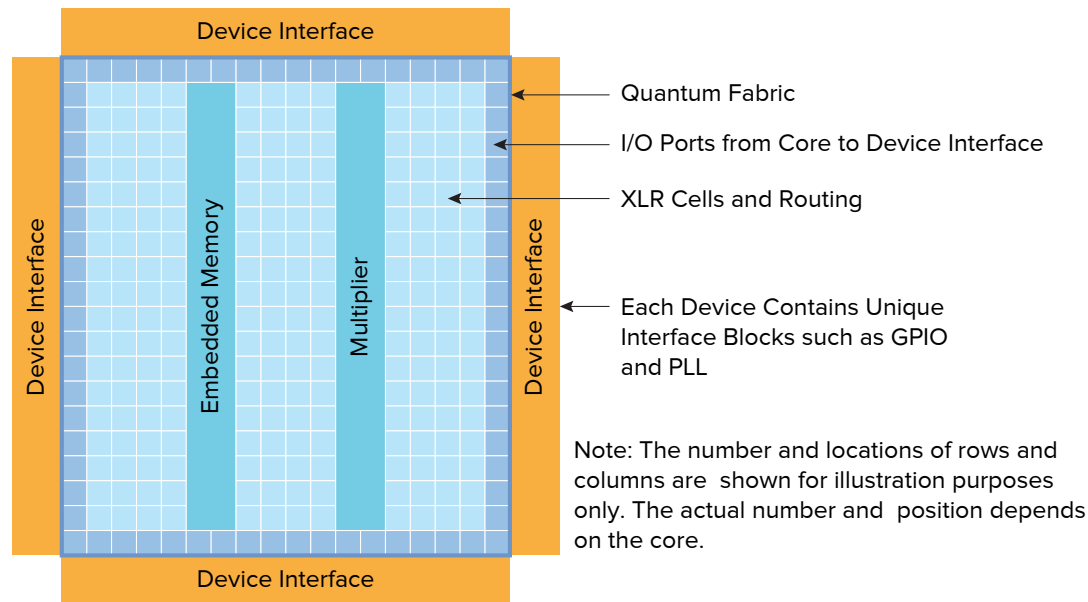 Device Interface
Device Interface
Embedded Memory
Multiplier
Device Interface
Quantum Fabric
I/O Ports from Core to Device Interface
XLR Cells and Routing
Each Device Contains Unique
Interface Blocks such as GPIO
and PLL
Note: The number and locations of rows and
columns are  shown for illustration purposes
only. The actual number and  position depends
on the core.
Device Interface